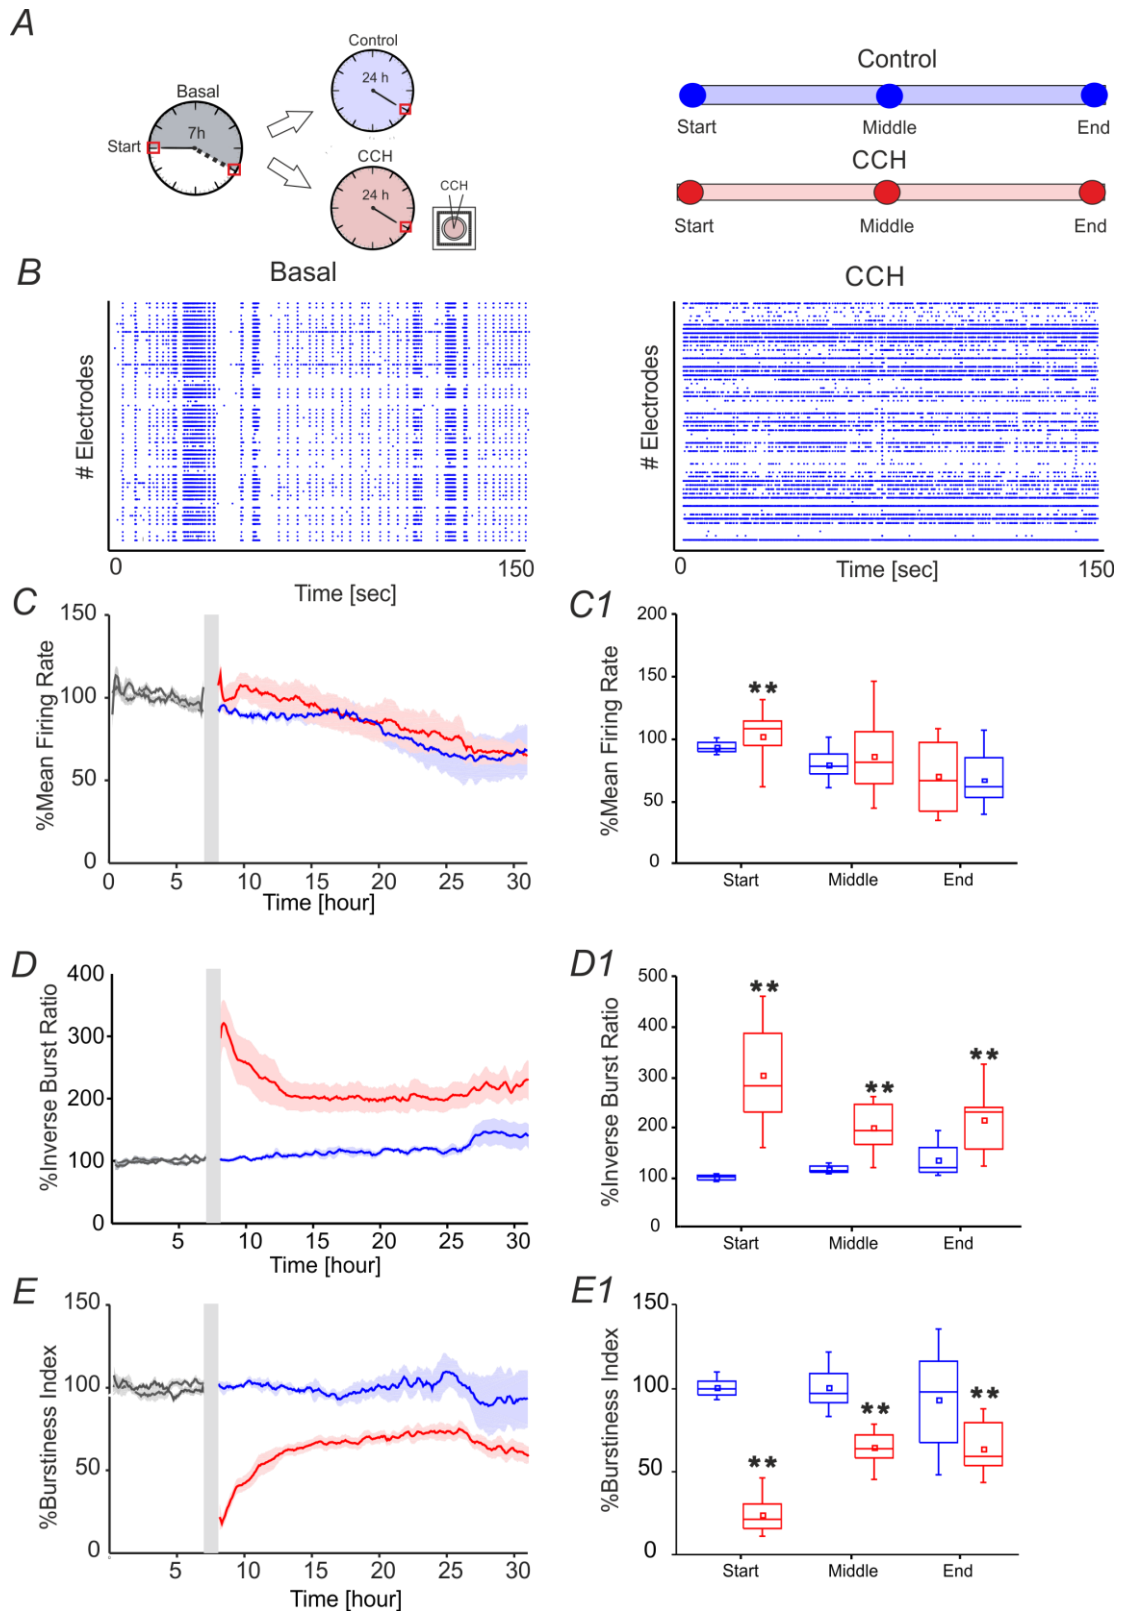 A
Control
24 h
Basal
7h
Start
CCH
24 h
CCH
Control
Start Middle End
CCH
Start Middle End
B
Basal
# Electrodes
0 150
Time [sec]
CCH
# Electrodes
0 150
Time [sec]
C
%Mean Firing Rate
150
100
50
0
0 5 10 15 20 25 30
Time [hour]
C1
%Mean Firing Rate
200
150
100
50
0
**
Start Middle End
D
%Inverse Burst Ratio
400
300
200
100
0
5 10 15 20 25 30
Time [hour]
D1
%Inverse Burst Ratio
500
400
300
200
100
0
**
**
**
Start Middle End
E
%Burstiness Index
150
100
50
0
0 5 10 15 20 25 30
Time [hour]
E1
%Burstiness Index
150
100
50
0
**
**
**
Start Middle End